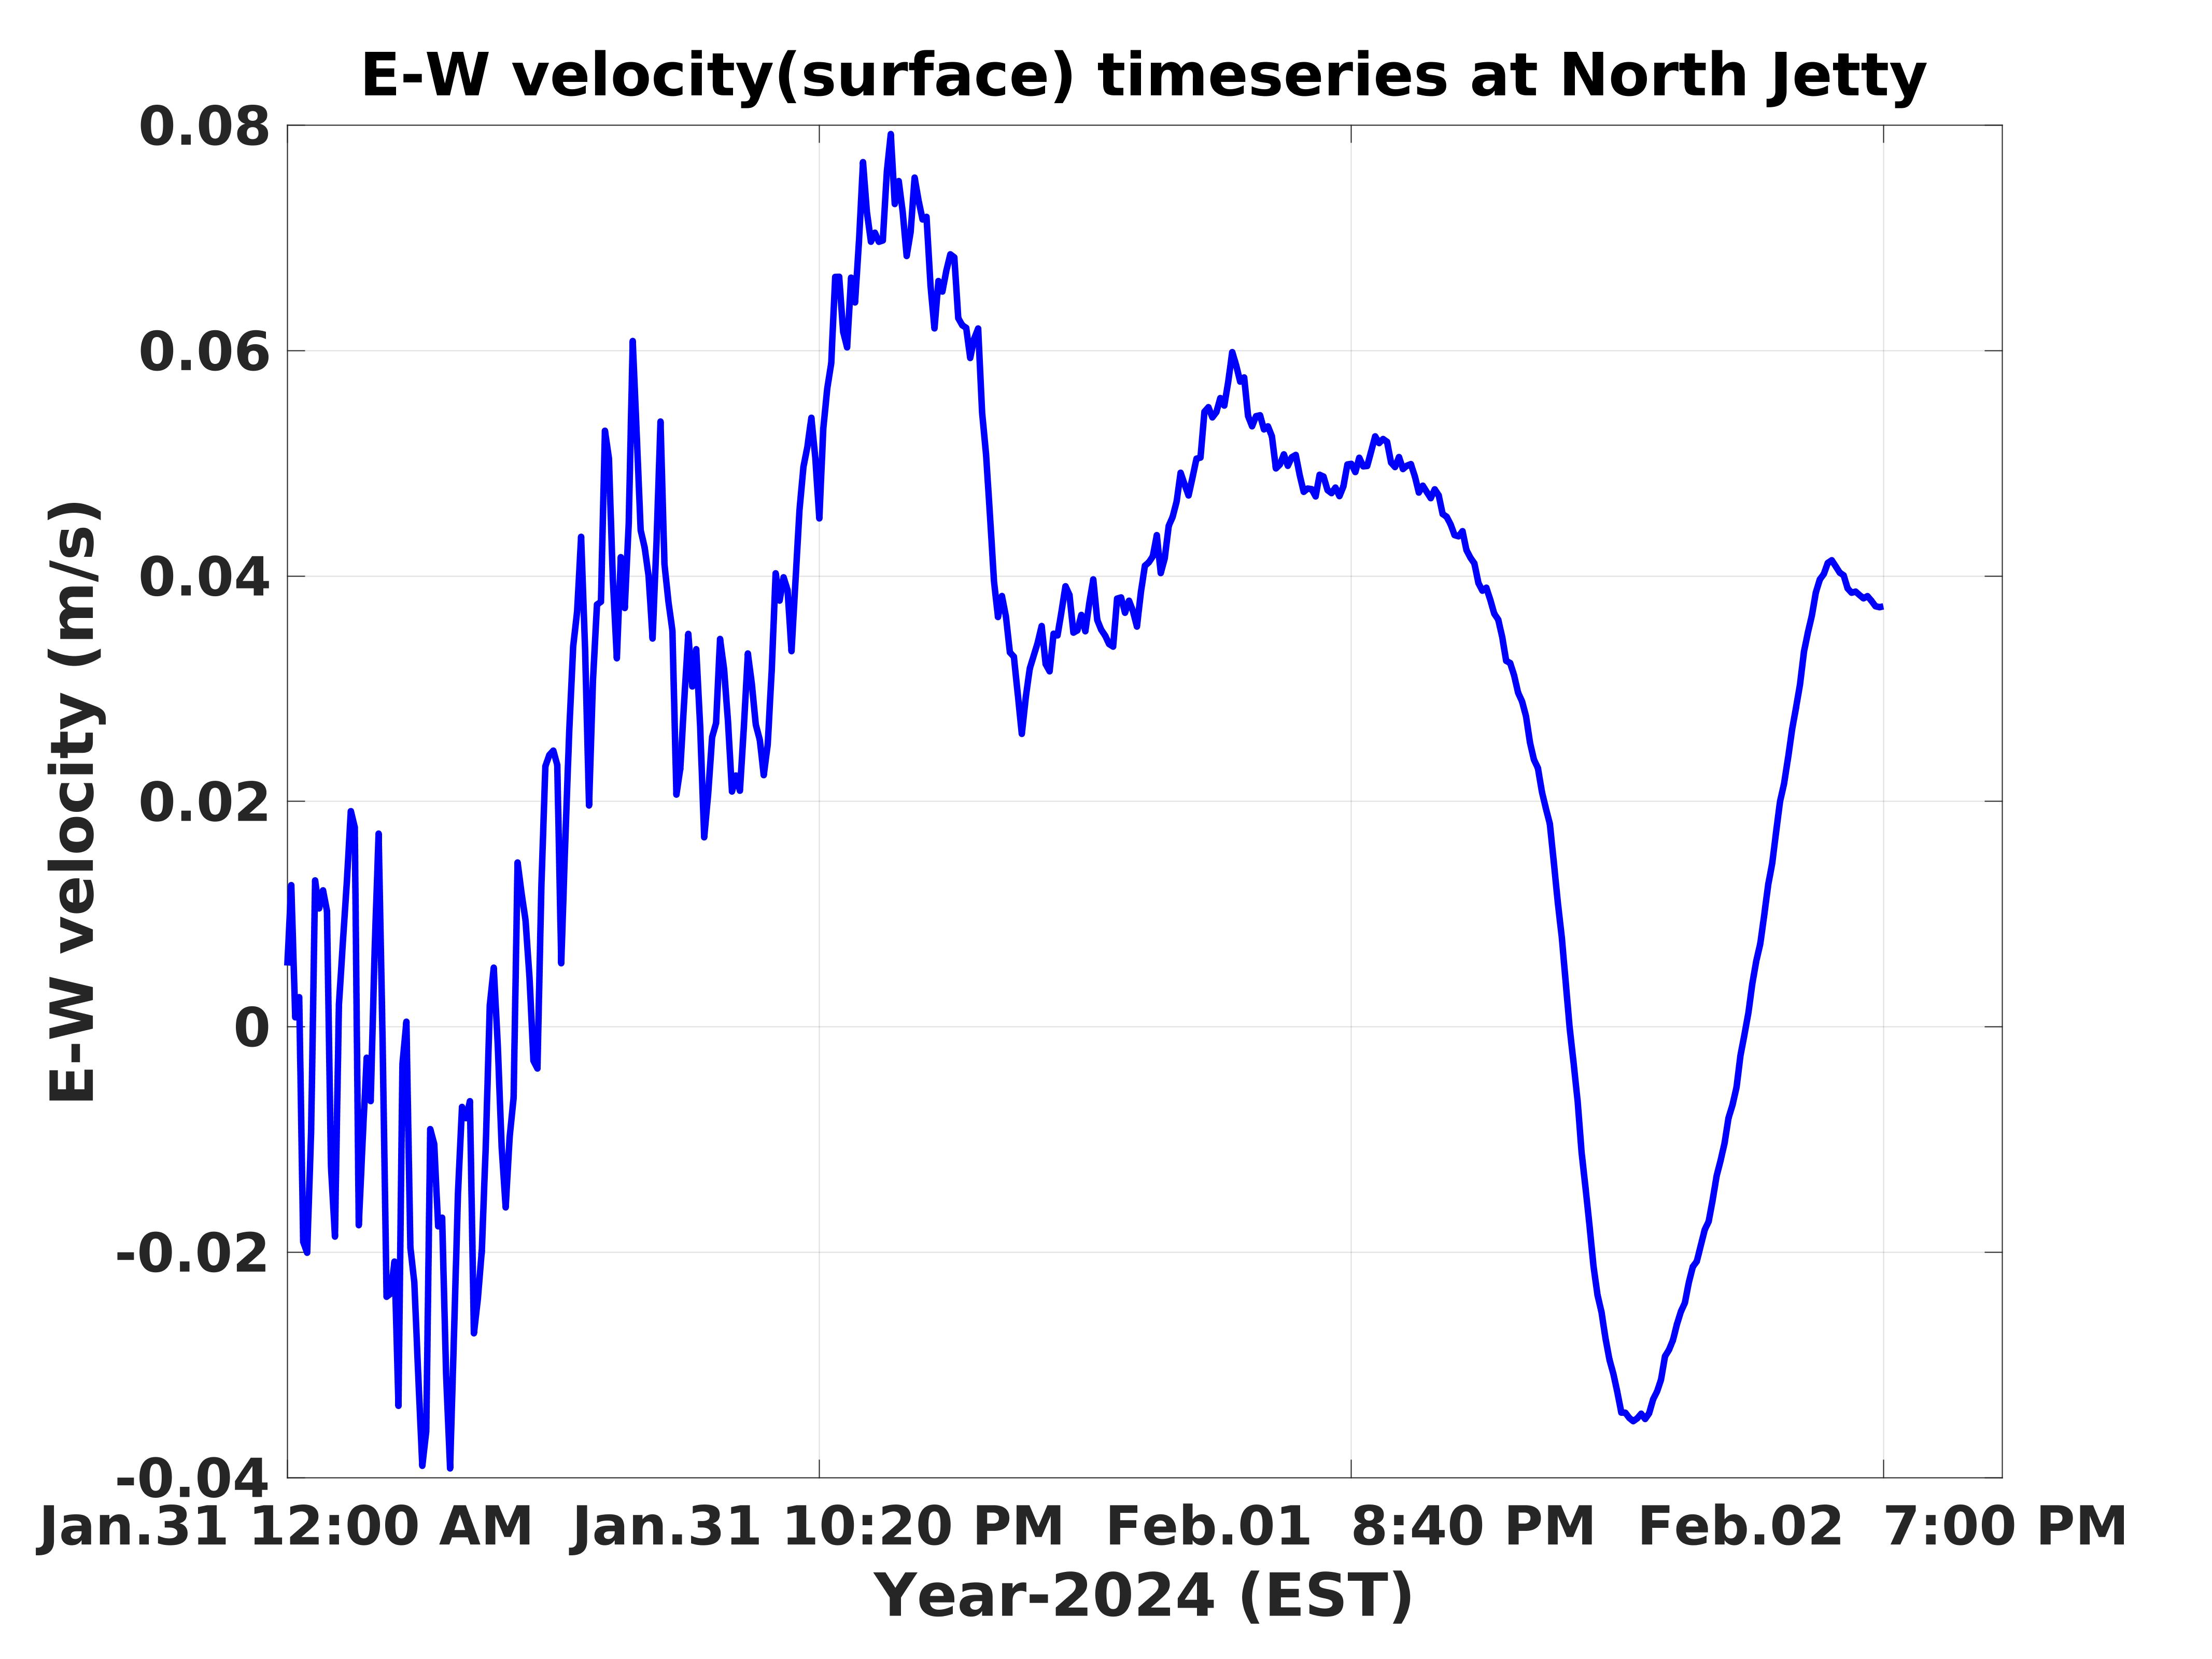 E-W velocity(surface) timeseries at North Jetty
0.08
0.06
0.04
0.02
0
-0.02
-0.04
E-W velocity (m/s)
Jan.31 12:00 AM Jan.31 10:20 PM Feb.01 8:40 PM Feb.02 7:00 PM
Year-2024 (EST)